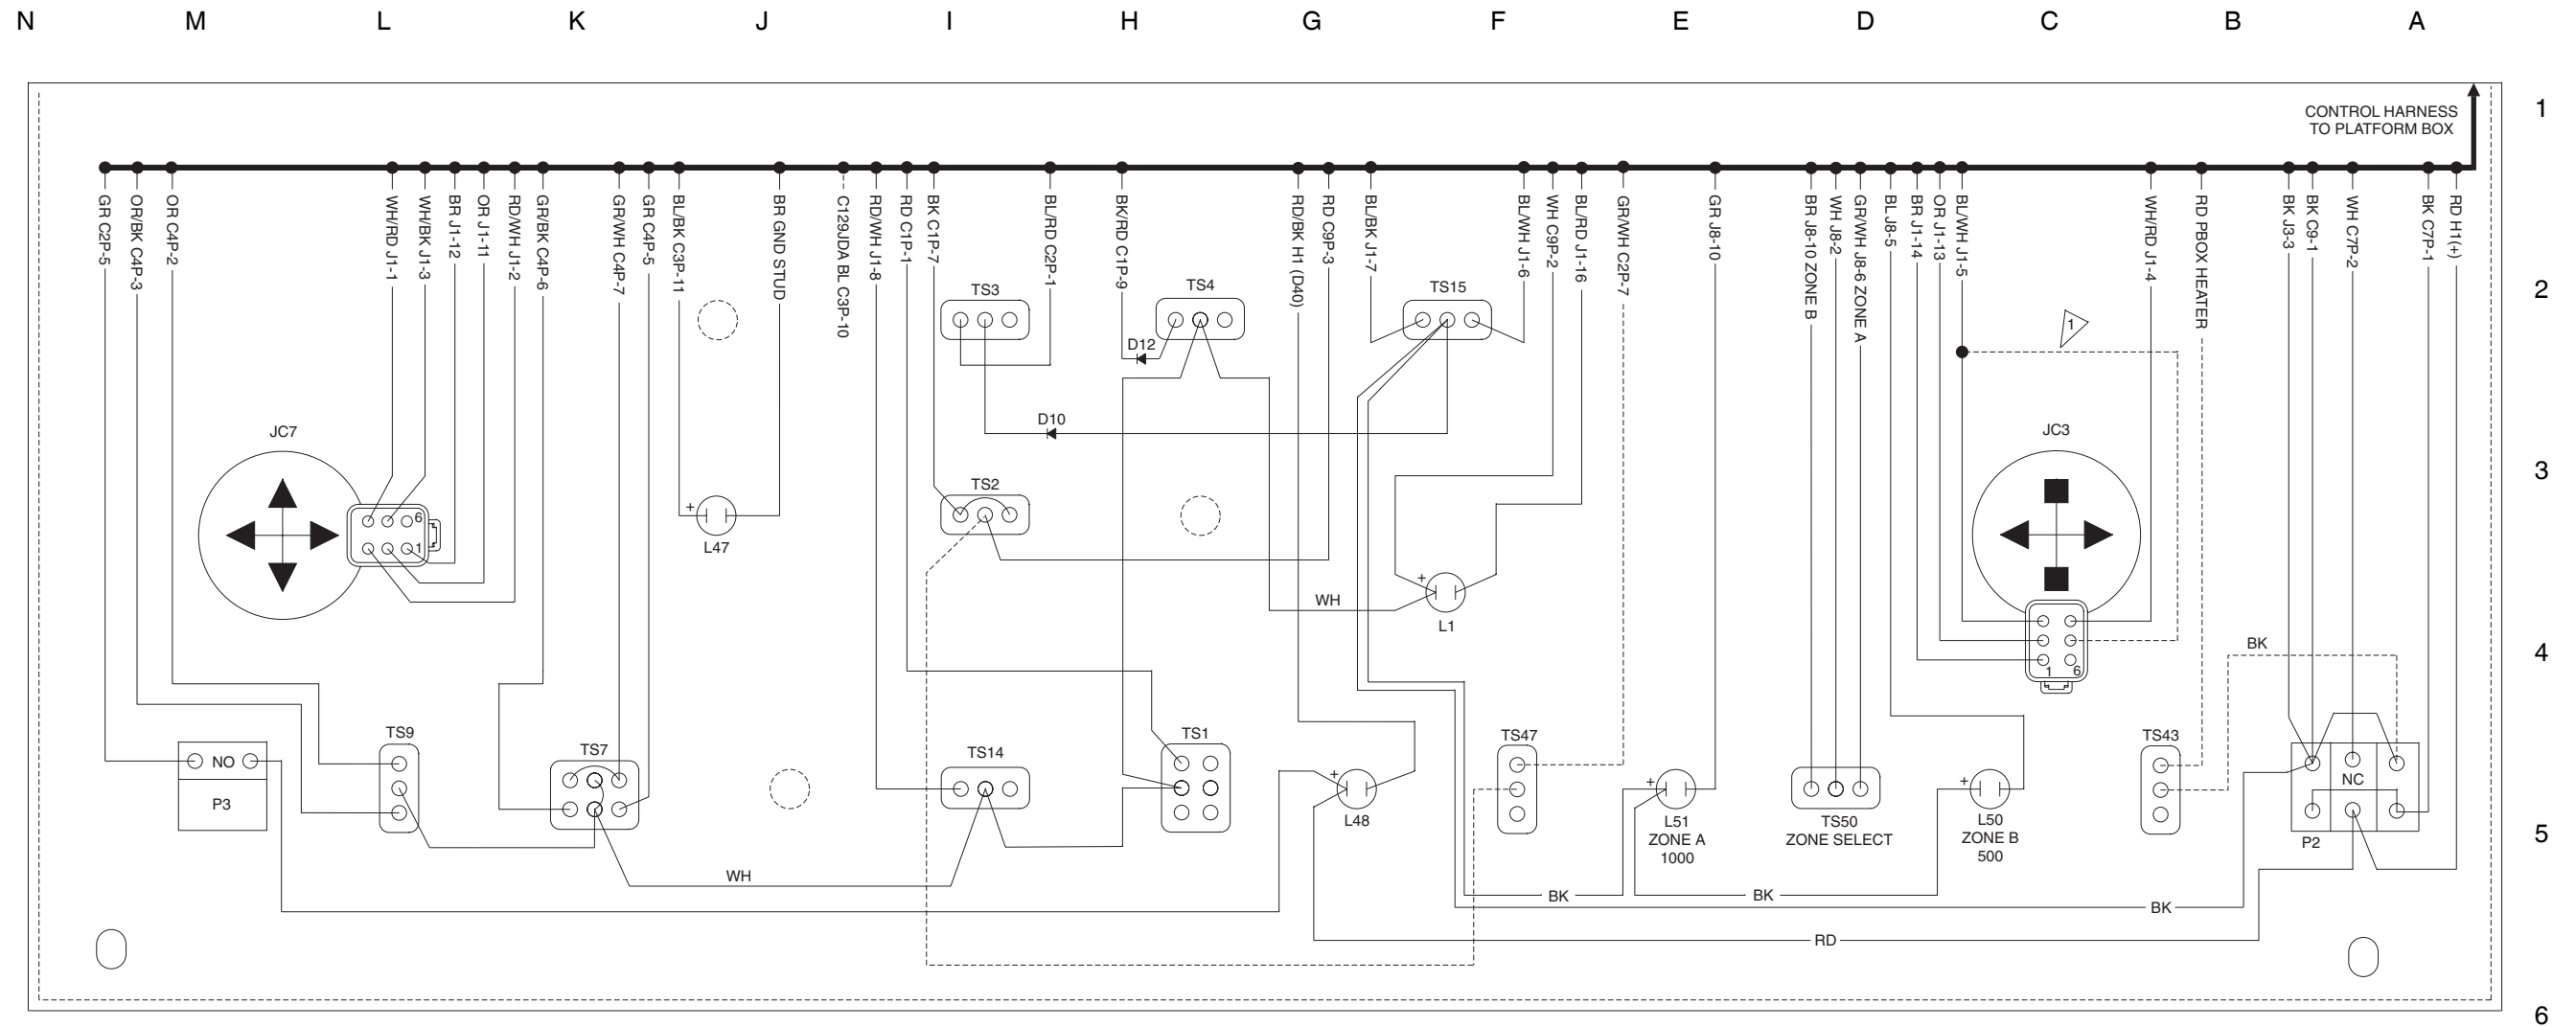 N M L K J I H G F E D C B A
1
2
3
4
5
6
CONTROL HARNESS
TO PLATFORM BOX
GR C2P-5
OR/BK C4P-3
OR C4P-2
WH/RD J1-1
WH/BK J1-3
BR J1-12
OR J1-11
RD/WH J1-2
GR/BK C4P-6
GR/WH C4P-7
GR C4P-5
BL/BK C3P-11
BR GND STUD
C129JDA BL C3P-10
RD/WH J1-8
RD C1P-1
BK C1P-7
BL/RD C2P-1
BK/RD C1P-9
RD/BK H1 (D40)
RD C9P-3
BL/BK J1-7
BL/WH J1-6
WH C9P-2
BL/RD J1-16
GR/WH C2P-7
GR J8-10
BR J8-10 ZONE B
WH J8-2
GR/WH J8-6 ZONE A
BL J8-5
BR J1-14
OR J1-13
BL/WH J1-5
WH/RD J1-4
RD PBOX HEATER
BK J3-3
BK C9-1
WH C7P-2
BK C7P-1
RD H1(+)
TS3
TS4
TS15
D12
1
D10
JC7
JC3
TS2
6
1
+
L47
+
L1
WH
1 6
BK
NO
P3
TS9
TS7
TS14
TS1
+
L48
TS47
+
L51
ZONE A
1000
TS50
ZONE SELECT
+
L50
ZONE B
500
TS43
NC
P2
WH
BK
BK
BK
RD